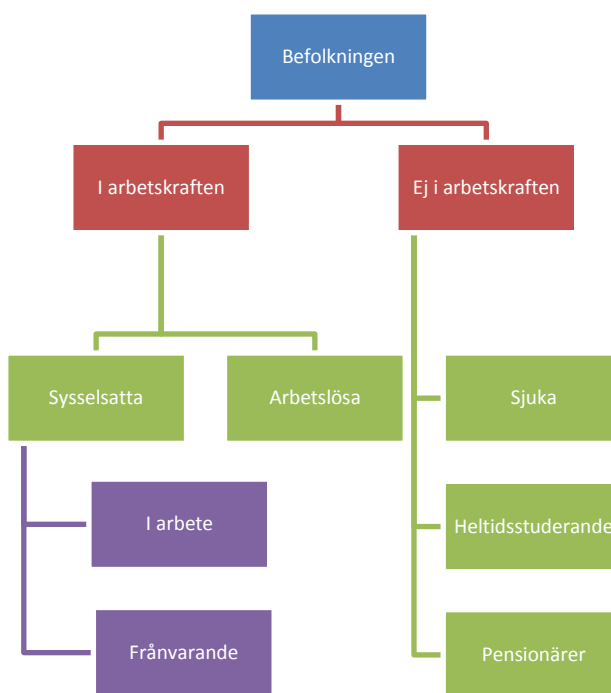 Befolkningen
I arbetskraften
Ej i arbetskraften
Sysselsatta
Arbetslösa
Sjuka
I arbete
Heltidsstuderande
Frånvarande
Pensionärer